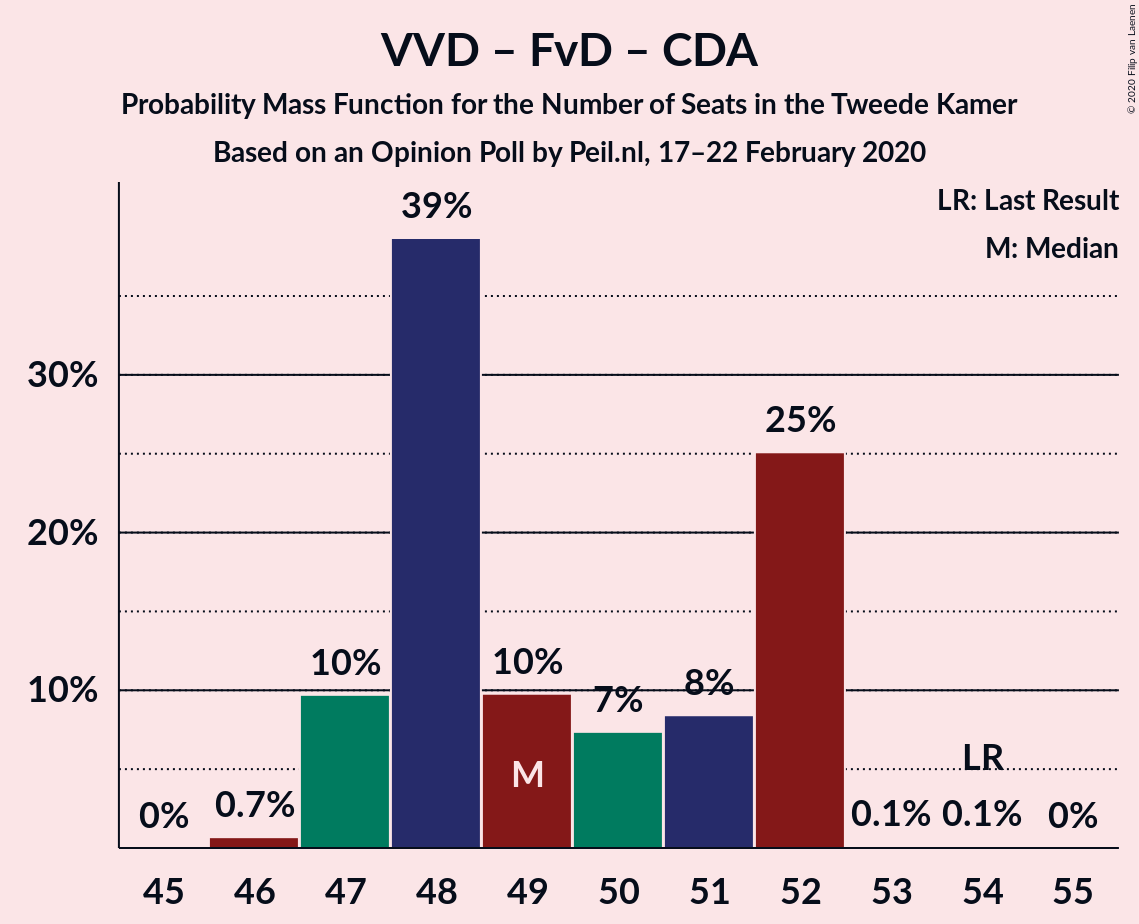 VVD – FvD – CDA
Probability Mass Function for the Number of Seats in the Tweede Kamer
Based on an Opinion Poll by Peil.nl, 17–22 February 2020
© 2020 Filip van Laenen
LR: Last Result
M: Median
39%
30%
25%
20%
10%
10%
8%
7%
10%
M
LR
0%
0.7%
0.1%
0.1%
0%
45 46 47 48 49 50 51 52 53 54 55